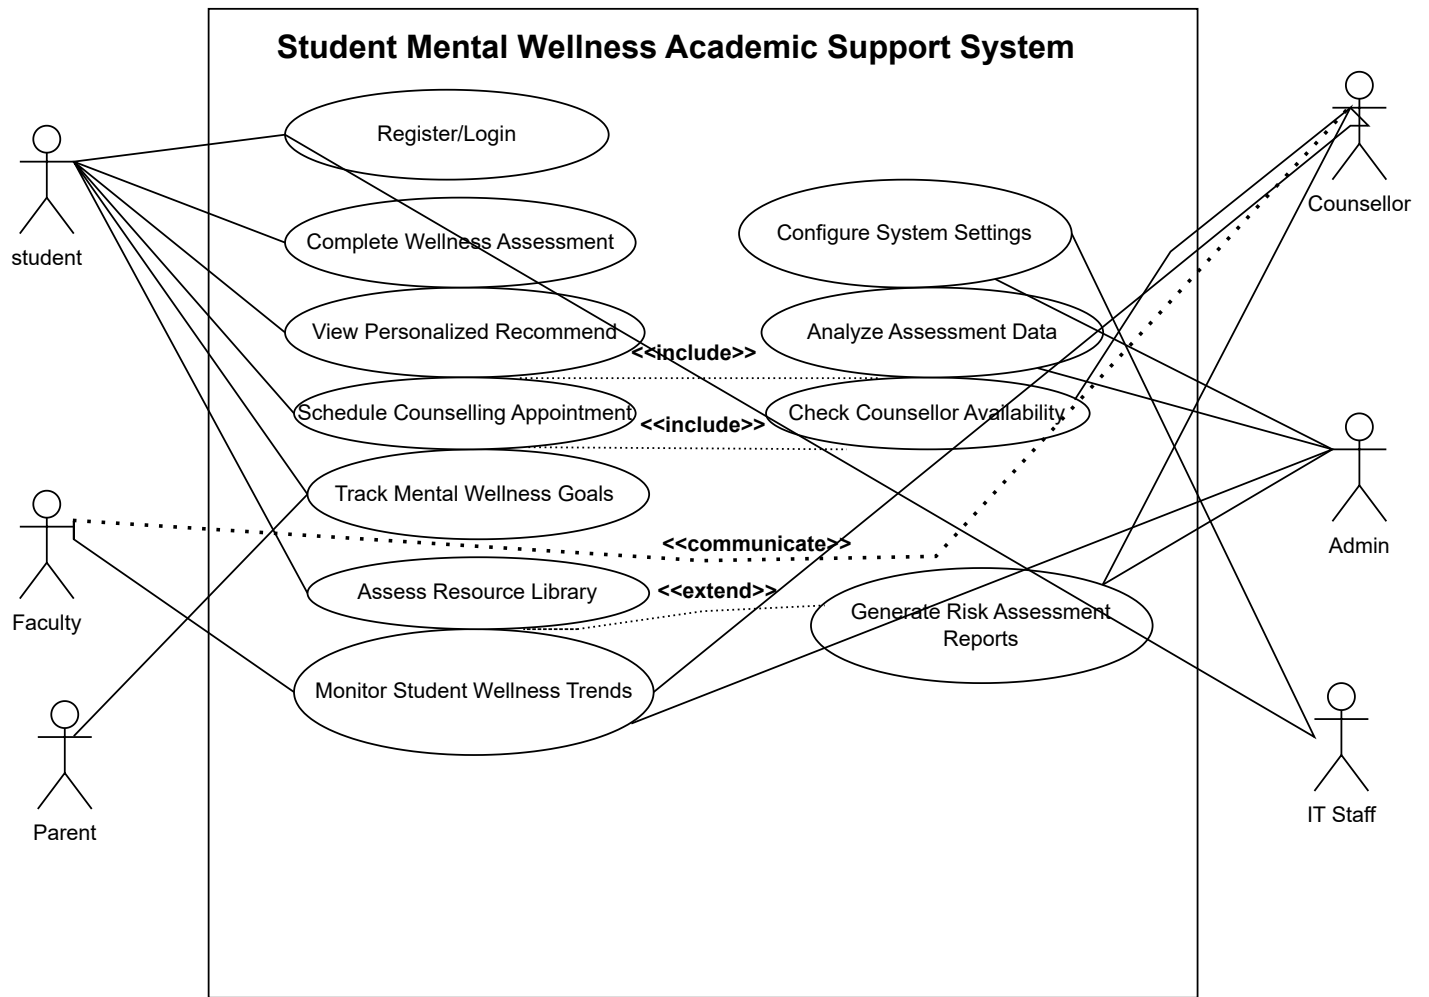 Student Mental Wellness Academic Support System
Register/Login
student
Counsellor
Complete Wellness Assessment
Configure System Settings
View Personalized Recommend
Analyze Assessment Data
<<include>>
Schedule Counselling Appointment
Check Counsellor Availability
<<include>>
Track Mental Wellness Goals
<<communicate>>
Admin
Faculty
Assess Resource Library
<<extend>>
Generate Risk Assessment
Reports
Monitor Student Wellness Trends
Parent
IT Staff